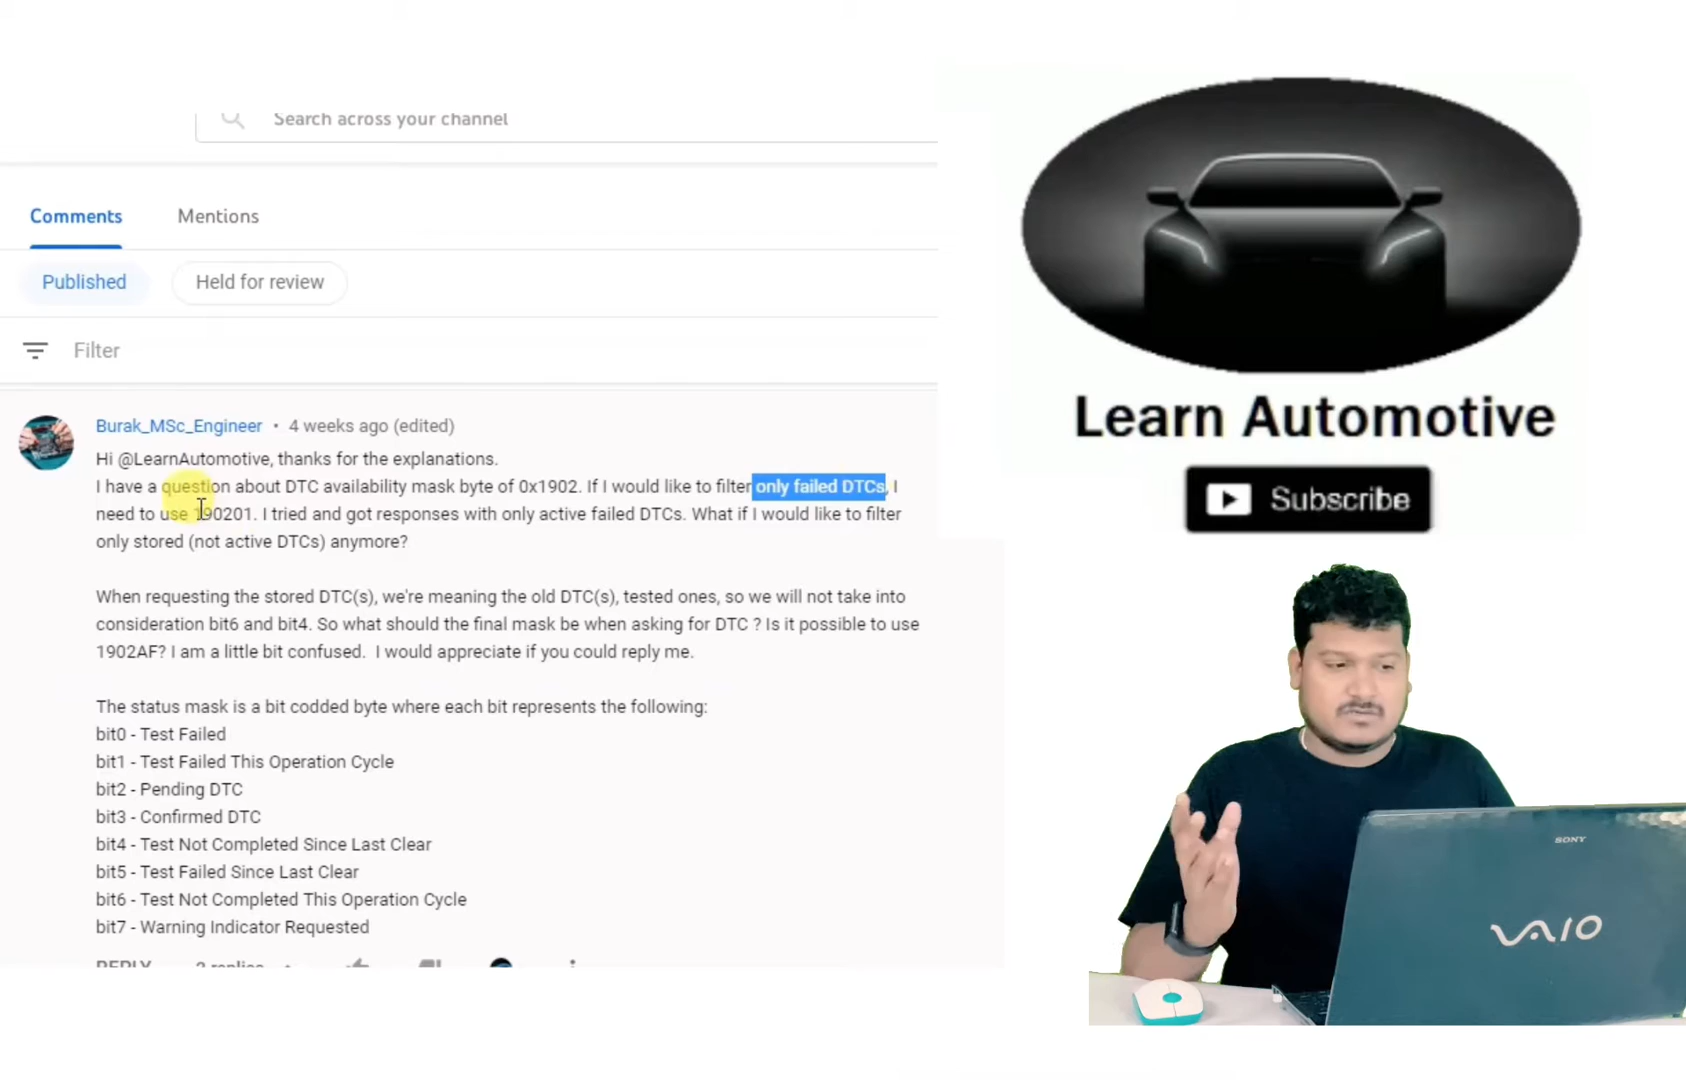 Search across your channel
Comments
Mentions
Published
Held for review
Filter
Burak_MSc_Engineer • 4 weeks ago (edited)
Hi @LearnAutomotive, thanks for the explanations.
I have a question about DTC availability mask byte of 0x1902. If I would like to filter only failed DTCs, I
need to use 190201. I tried and got responses with only active failed DTCs. What if I would like to filter
only stored (not active DTCs) anymore?
When requesting the stored DTC(s), we're meaning the old DTC(s), tested ones, so we will not take into
consideration bit6 and bit4. So what should the final mask be when asking for DTC ? Is it possible to use
1902AF? I am a little bit confused. I would appreciate if you could reply me.
The status mask is a bit codded byte where each bit represents the following:
bit0 - Test Failed
bit1 - Test Failed This Operation Cycle
bit2 - Pending DTC
bit3 - Confirmed DTC
bit4 - Test Not Completed Since Last Clear
bit5 - Test Failed Since Last Clear
bit6 - Test Not Completed This Operation Cycle
bit7 - Warning Indicator Requested
REPLY 2 replies
Learn Automotive
Subscribe
SONY
VAIO